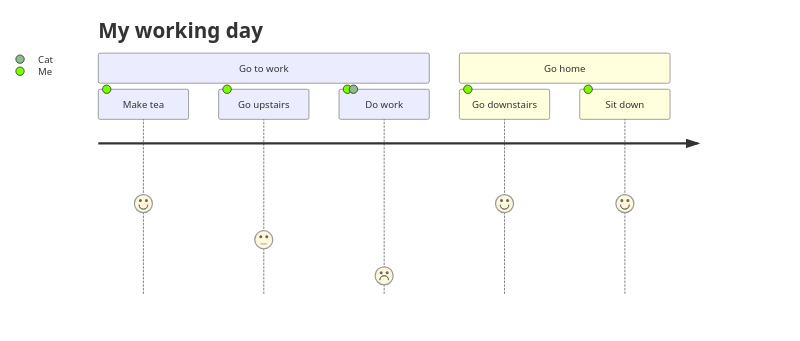 My working day
Cat
Me
Go to work
Go home
Make tea
Go upstairs
Do work
Go downstairs
Sit down